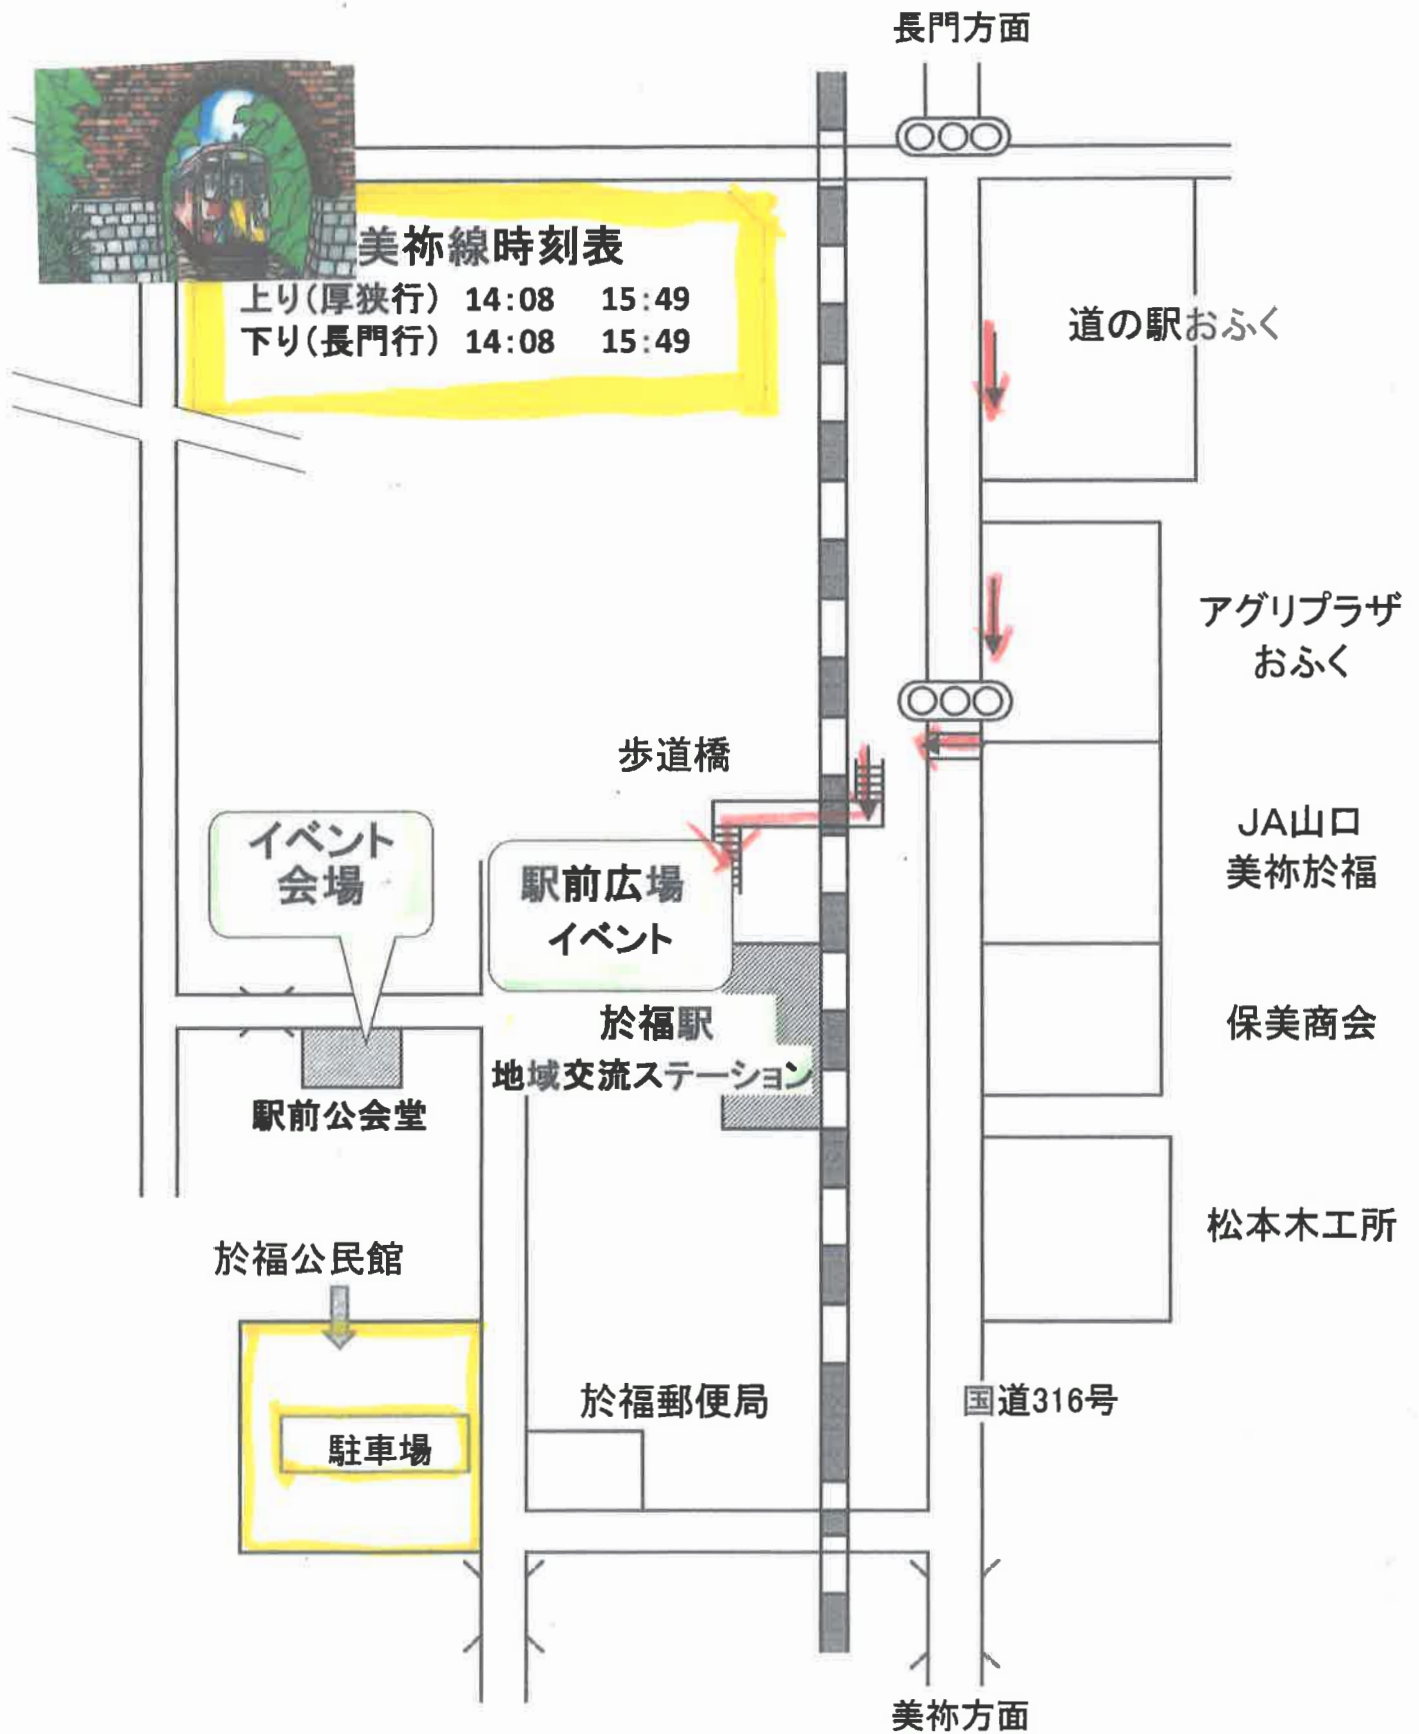 長門方面
美祢線時刻表
上り(厚狭行) 14:08 15:49
下り(長門行) 14:08 15:49
道の駅おふく
アグリプラザ
おふく
歩道橋
イベント
会場
駅前広場
イベント
JA山口
美祢於福
於福駅
地域交流ステーション
保美商会
駅前公会堂
松本木工所
於福公民館
駐車場
於福郵便局
国道316号
美祢方面